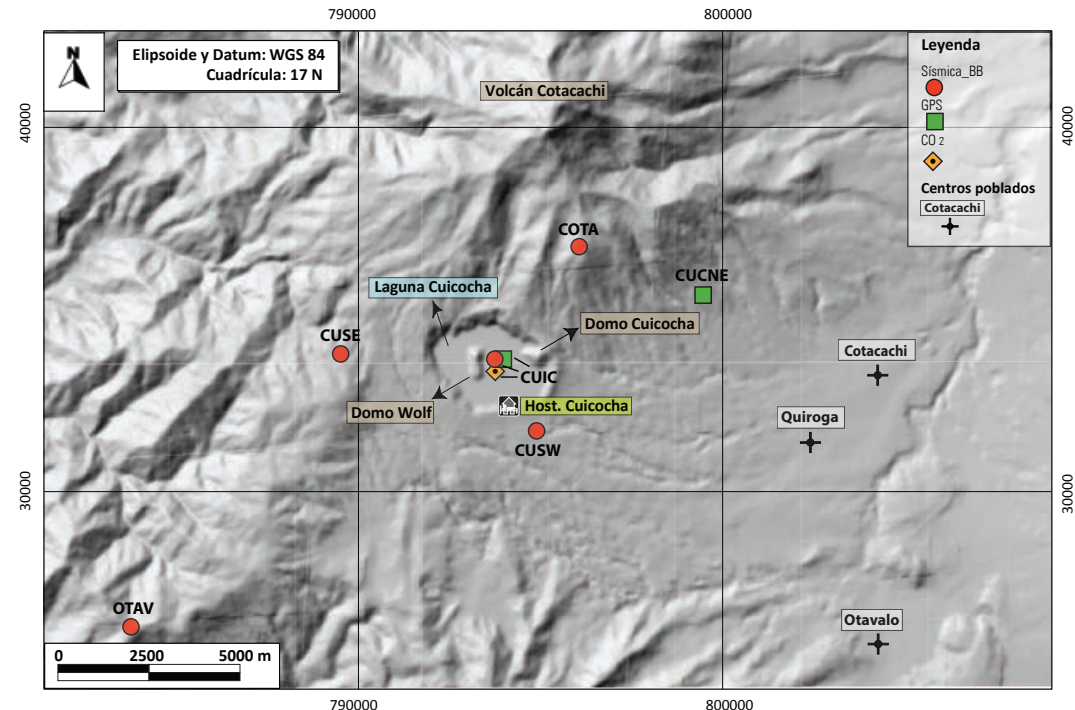 790000
800000
N
Elipsoide y Datum: WGS 84
Cuadrícula: 17 N
Leyenda
Sísmica_BB
GPS
CO 2
Centros poblados
Cotacachi
Volcán Cotacachi
40000
40000
COTA
CUCNE
Laguna Cuicocha
Domo Cuicocha
CUSE
Cotacachi
CUIC
Domo Wolf
Host. Cuicocha
Quiroga
CUSW
30000
30000
OTAV
Otavalo
0 2500 5000 m
790000
800000